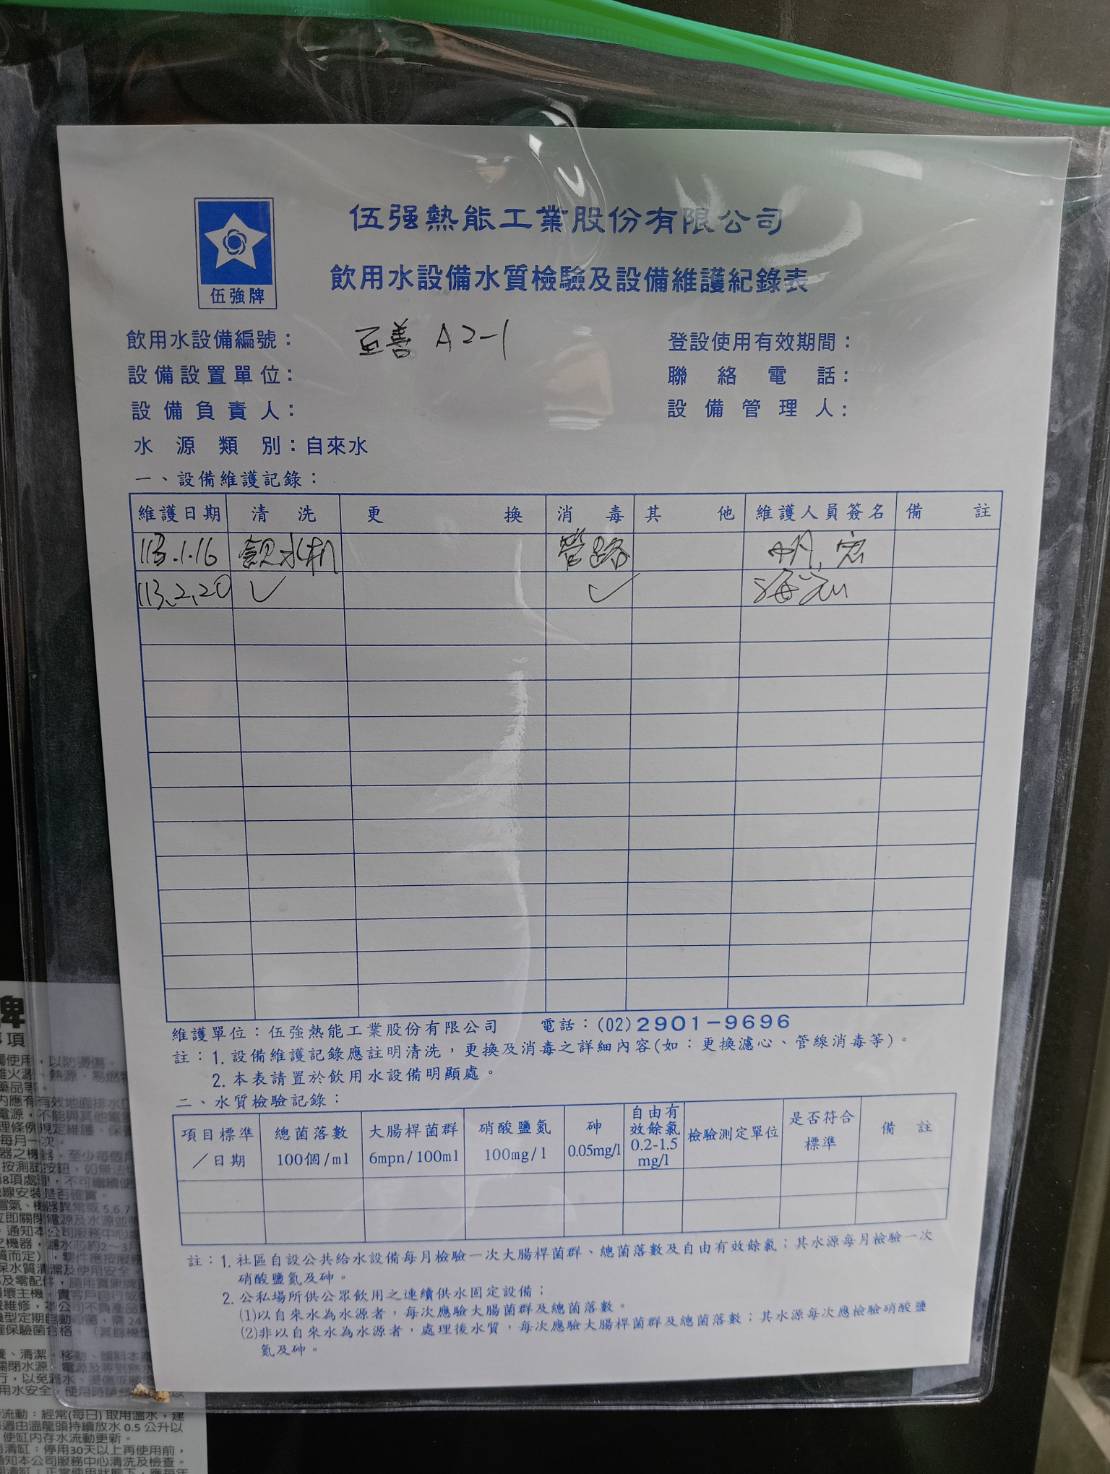 伍强熱能工業股份有限公司
飲用水設備水質檢驗及設備維護紀錄表
伍強牌
飲用水設備編號： 至善 A2-1 登設使用有效期間：
設備設置單位： 聯絡電話：
設備負責人： 設備管理人：
水源類別：自來水
一、設備維護記錄：
維護日期 清洗 更換 消毒 其他 維護人員簽名 備註
113.1.16 飲水机 管路
113.2.20 ✓ ✓
維護單位：伍強熱能工業股份有限公司 電話：(02)2901-9696
註：1.設備維護記錄應註明清洗，更換及消毒之詳細內容(如：更換濾心、管線消毒等)。
2.本表請置於飲用水設備明顯處。
二、水質檢驗記錄：
項目標準／日期 總菌落數 100個/ml 大腸桿菌群 6mpn/100ml 硝酸鹽氮 100mg/l 砷 0.05mg/l 自由有效餘氯 0.2-1.5 mg/l 檢驗測定單位 是否符合標準 備註
註：1.社區自設公共給水設備每月檢驗一次大腸桿菌群、總菌落數及自由有效餘氯；其水源每月檢驗一次
硝酸鹽氮及砷。
2.公私場所供公眾飲用之連續供水固定設備；
(1)以自來水為水源者，每次應驗大腸菌群及總菌落數。
(2)非以自來水為水源者，處理後水質，每次應驗大腸桿菌群及總菌落數；其水源每次應檢驗硝酸鹽
氮及砷。